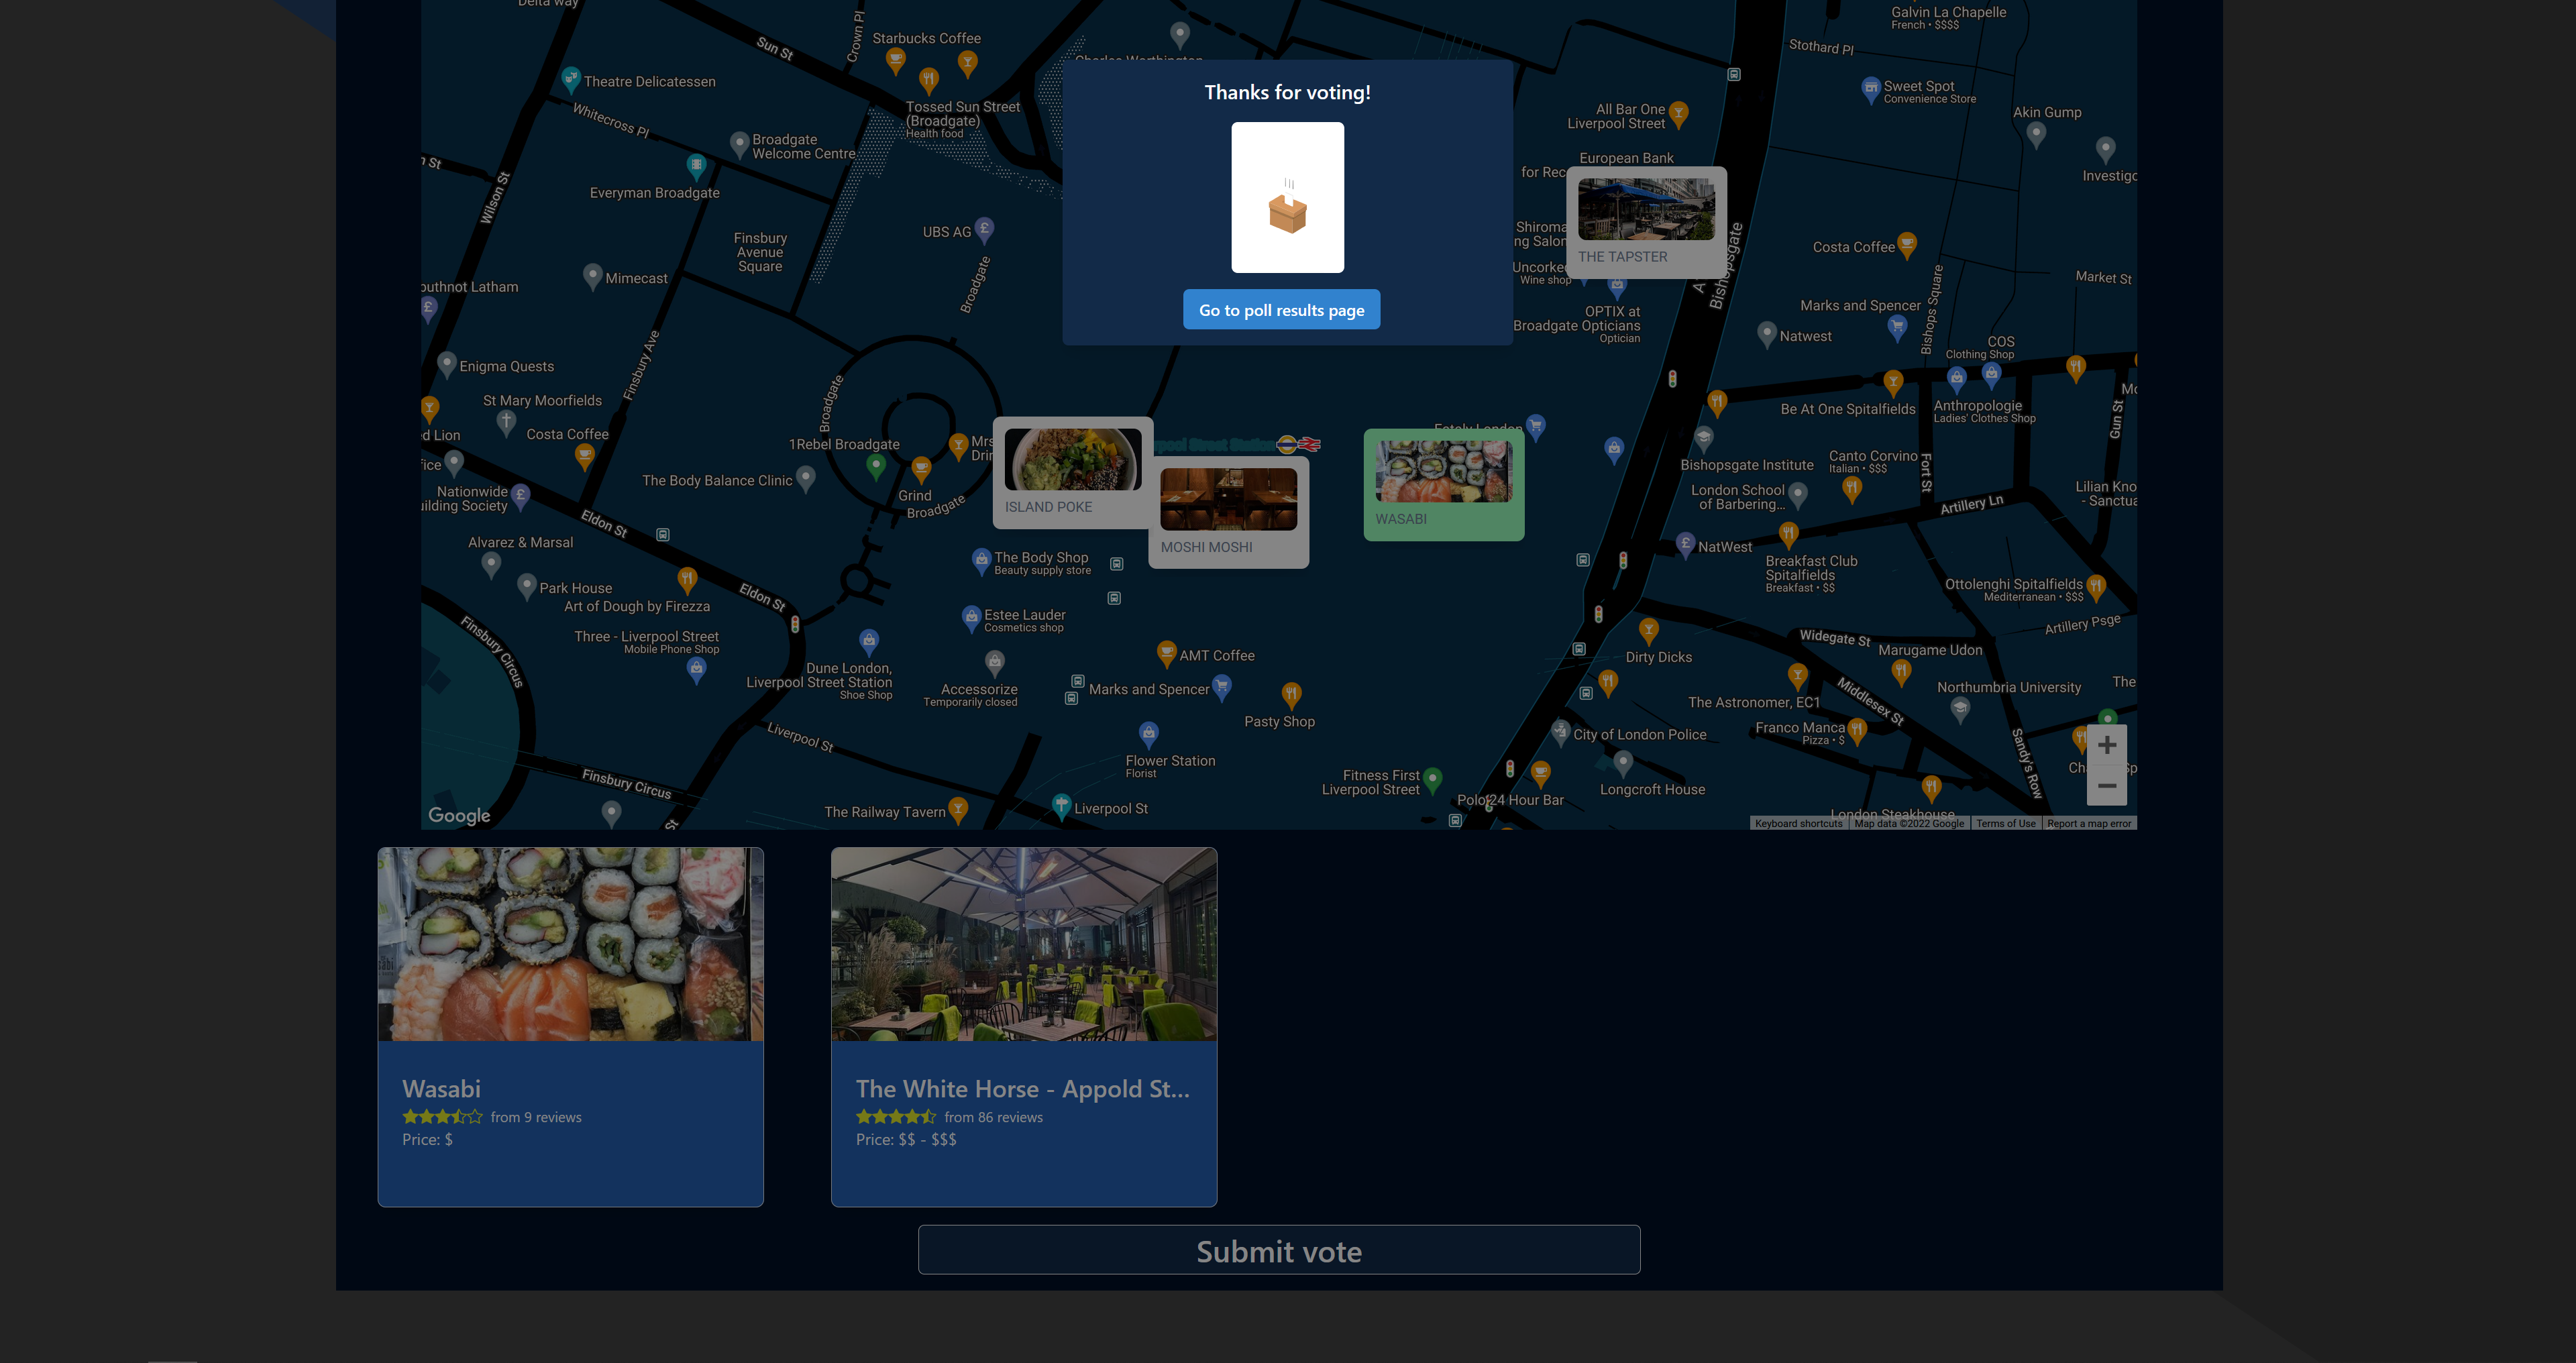 Delta way
Galvin La Chapelle
French • $$$$
Crown Pl
Starbucks Coffee
Sun St
Stothard Pl
Theatre Delicatessen
Sweet Spot
Convenience Store
Thanks for voting!
Whitecross Pl
Tossed Sun Street
(Broadgate)
Health food
All Bar One
Liverpool Street
Akin Gump
Broadgate
Welcome Centre
European Bank
for Rec
Everyman Broadgate
Wilson St
UBS AG
Finsbury
Avenue
Square
THE TAPSTER
Bishopsgate
Costa Coffee
Mimecast
Broadgate
Uncorke
Wine shop
Market St
Go to poll results page
OPTIX at
Broadgate Opticians
Optician
Marks and Spencer
Bishops Square
Natwest
COS
Clothing Shop
Enigma Quests
Finsbury Ave
St Mary Moorfields
Broadgate
Be At One Spitalfields
Anthropologie
Ladies' Clothes Shop
Gun St
Costa Coffee
1Rebel Broadgate
Bishopsgate Institute
Canto Corvino
Italian • $$$
Fort St
The Body Balance Clinic
Grind
Broadgate
ISLAND POKE
MOSHI MOSHI
WASABI
London School
of Barbering...
Artillery Ln
Nationwide
uilding Society
Eldon St
Alvarez & Marsal
The Body Shop
Beauty supply store
NatWest
Breakfast Club
Spitalfields
Breakfast • $$
Park House
Art of Dough by Firezza
Eldon St
Ottolenghi Spitalfields
Mediterranean • $$$
Estee Lauder
Cosmetics shop
Finsbury Circus
Three - Liverpool Street
Mobile Phone Shop
Artillery Psge
Widegate St
Dirty Dicks
Marugame Udon
AMT Coffee
Dune London,
Liverpool Street Station
Shoe Shop
Accessorize
Temporarily closed
Marks and Spencer
Pasty Shop
The Astronomer, EC1
Middlesex St
Northumbria University
The
Liverpool St
Flower Station
Florist
City of London Police
Franco Manca
Pizza • $
Sandy's Row
Finsbury Circus
Fitness First
Liverpool Street
Longcroft House
The Railway Tavern
Liverpool St
Polo 24 Hour Bar
London Steakhouse
Google
Keyboard shortcuts
Map data ©2022 Google
Terms of Use
Report a map error
Wasabi
from 9 reviews
Price: $
The White Horse - Appold St...
from 86 reviews
Price: $$ - $$$
Submit vote